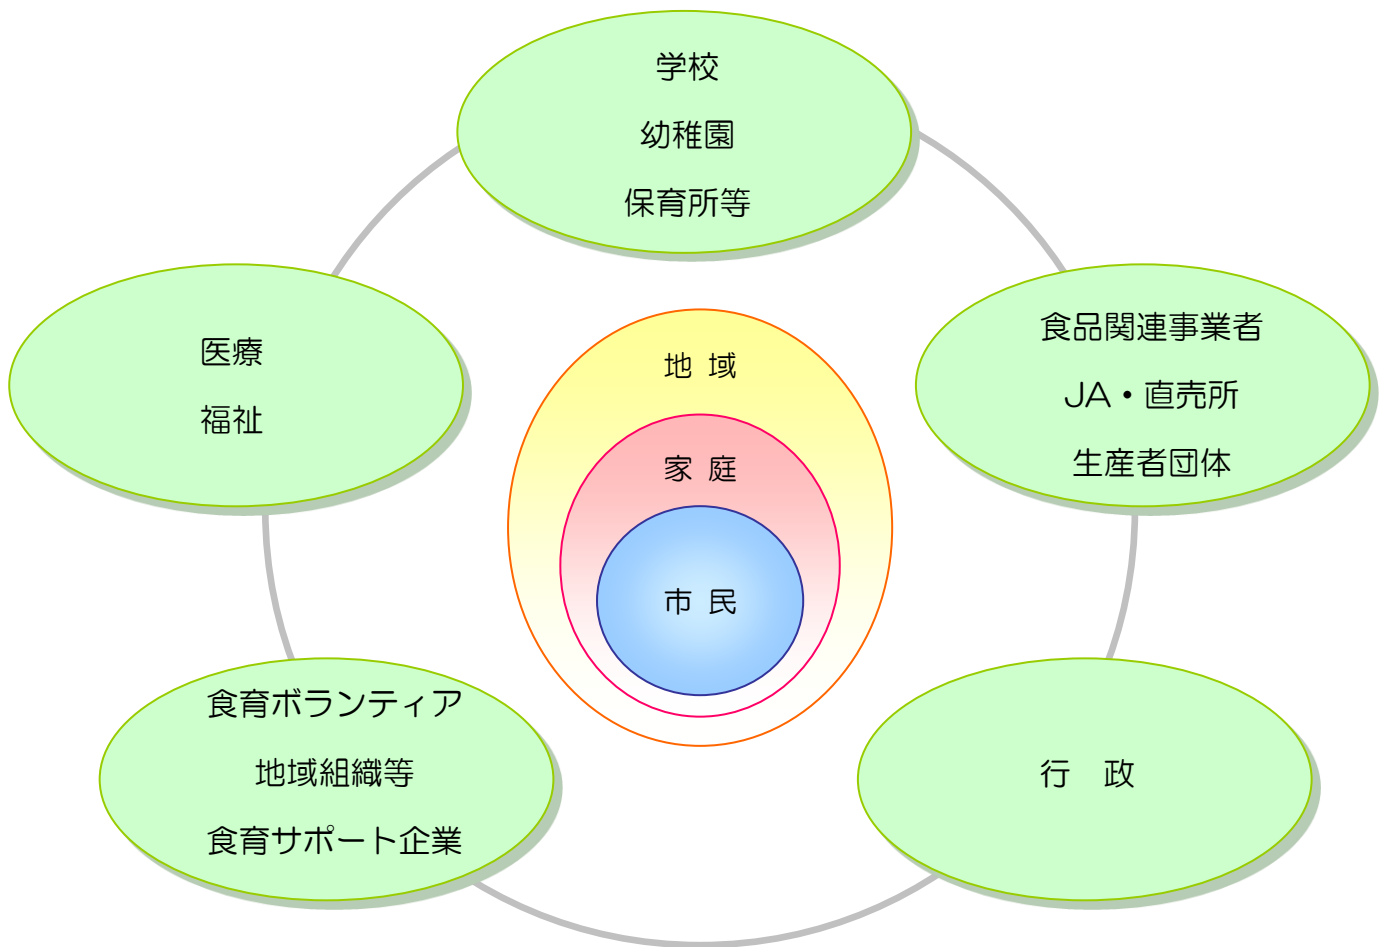 学校
幼稚園
保育所等
医療
福祉
食品関連事業者
JA・直売所
生産者団体
地 域
家 庭
市 民
食育ボランティア
地域組織等
食育サポート企業
行　政